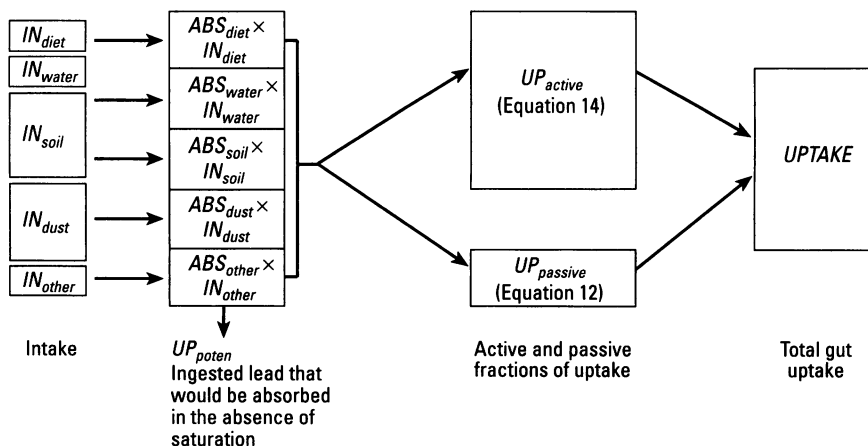 IN_diet
IN_water
IN_soil
IN_dust
IN_other
Intake
ABS_diet ×
IN_diet
ABS_water ×
IN_water
ABS_soil ×
IN_soil
ABS_dust ×
IN_dust
ABS_other ×
IN_other
UP_poten
Ingested lead that
would be absorbed
in the absence of
saturation
UP_active
(Equation 14)
UP_passive
(Equation 12)
Active and passive
fractions of uptake
UPTAKE
Total gut
uptake